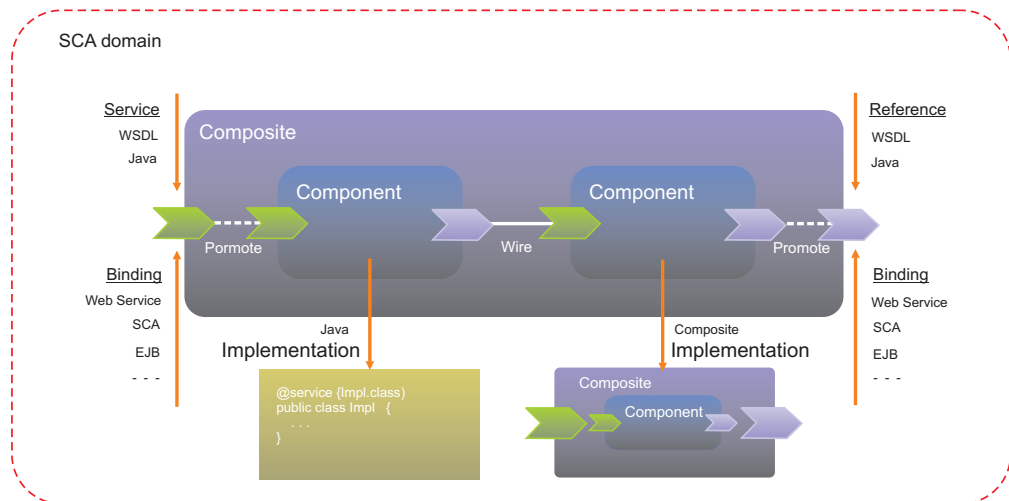 SCA domain
Service
WSDL
Java
Composite
Component
Component
Reference
WSDL
Java
Pormote
Wire
Promote
Binding
Web Service
SCA
EJB
- - -
Binding
Web Service
SCA
EJB
- - -
Java
Implementation
Composite
Implementation
@service {Impl.class)
public class Impl {
. . .
}
Composite
Component